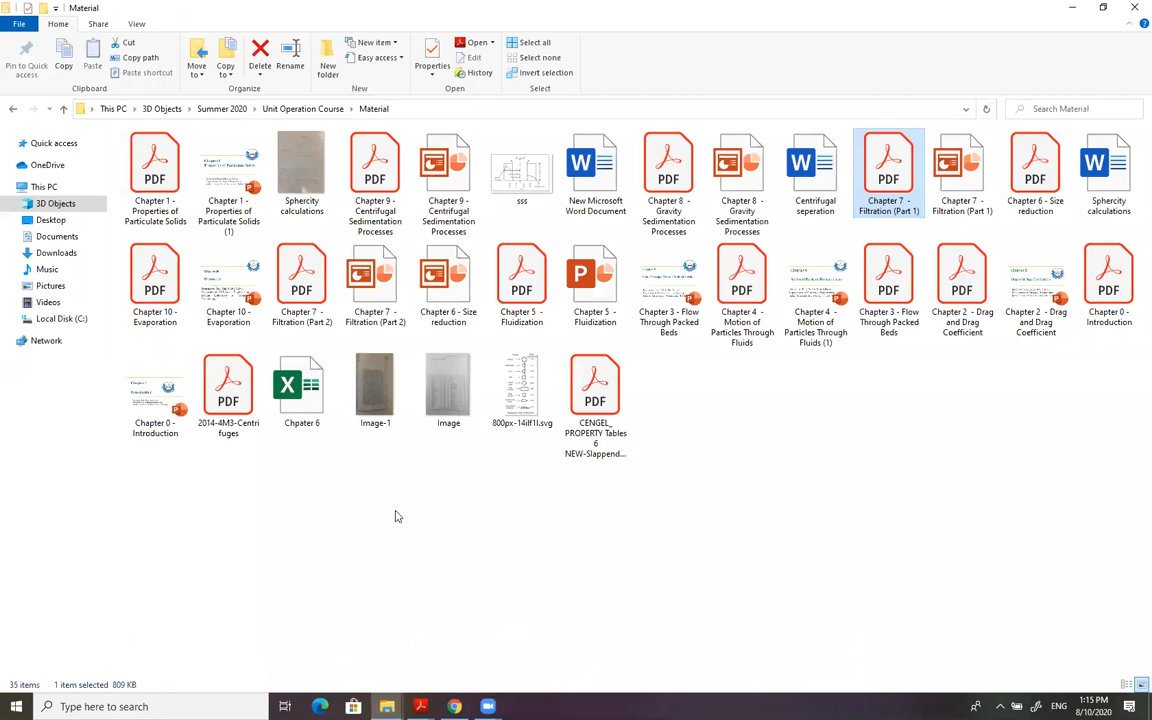 Material
File
Home
Share
View
Pin to Quick
access
Copy
Paste
Cut
Copy path
Paste shortcut
Clipboard
Move
to
Copy
to
Delete
Rename
Organize
New
folder
New item
Easy access
New
Properties
Open
Edit
History
Open
Select all
Select none
Invert selection
Select
This PC
3D Objects
Summer 2020
Unit Operation Course
Material
Search Material
Quick access
OneDrive
This PC
3D Objects
Desktop
Documents
Downloads
Music
Pictures
Videos
Local Disk (C:)
Network
PDF
Chapter 1 -
Properties of
Particulate Solids
Chapter 1 -
Properties of
Particulate Solids
(1)
Sphercity
calculations
PDF
Chapter 9 -
Centrifugal
Sedimentation
Processes
Chapter 9 -
Centrifugal
Sedimentation
Processes
sss
New Microsoft
Word Document
PDF
Chapter 8 -
Gravity
Sedimentation
Processes
Chapter 8 -
Gravity
Sedimentation
Processes
Centrifugal
seperation
PDF
Chapter 7 -
Filtration (Part 1)
Chapter 7 -
Filtration (Part 1)
PDF
Chapter 6 - Size
reduction
Sphercity
calculations
PDF
Chapter 10 -
Evaporation
Chapter 10 -
Evaporation
PDF
Chapter 7 -
Filtration (Part 2)
Chapter 7 -
Filtration (Part 2)
Chapter 6 - Size
reduction
PDF
Chapter 5 -
Fluidization
Chapter 5 -
Fluidization
Chapter 3 - Flow
Through Packed
Beds
PDF
Chapter 4 -
Motion of
Particles Through
Fluids
Chapter 4 -
Motion of
Particles Through
Fluids (1)
PDF
Chapter 3 - Flow
Through Packed
Beds
PDF
Chapter 2 - Drag
and Drag
Coefficient
Chapter 2 - Drag
and Drag
Coefficient
PDF
Chapter 0 -
Introduction
Chapter 0 -
Introduction
PDF
2014-4M3-Centri
fuges
Chpater 6
Image-1
Image
800px-14ilf1l.svg
PDF
CENGEL_
PROPERTY Tables
6
NEW-SIappend...
35 items
1 item selected 809 KB
Type here to search
ENG
1:15 PM
8/10/2020